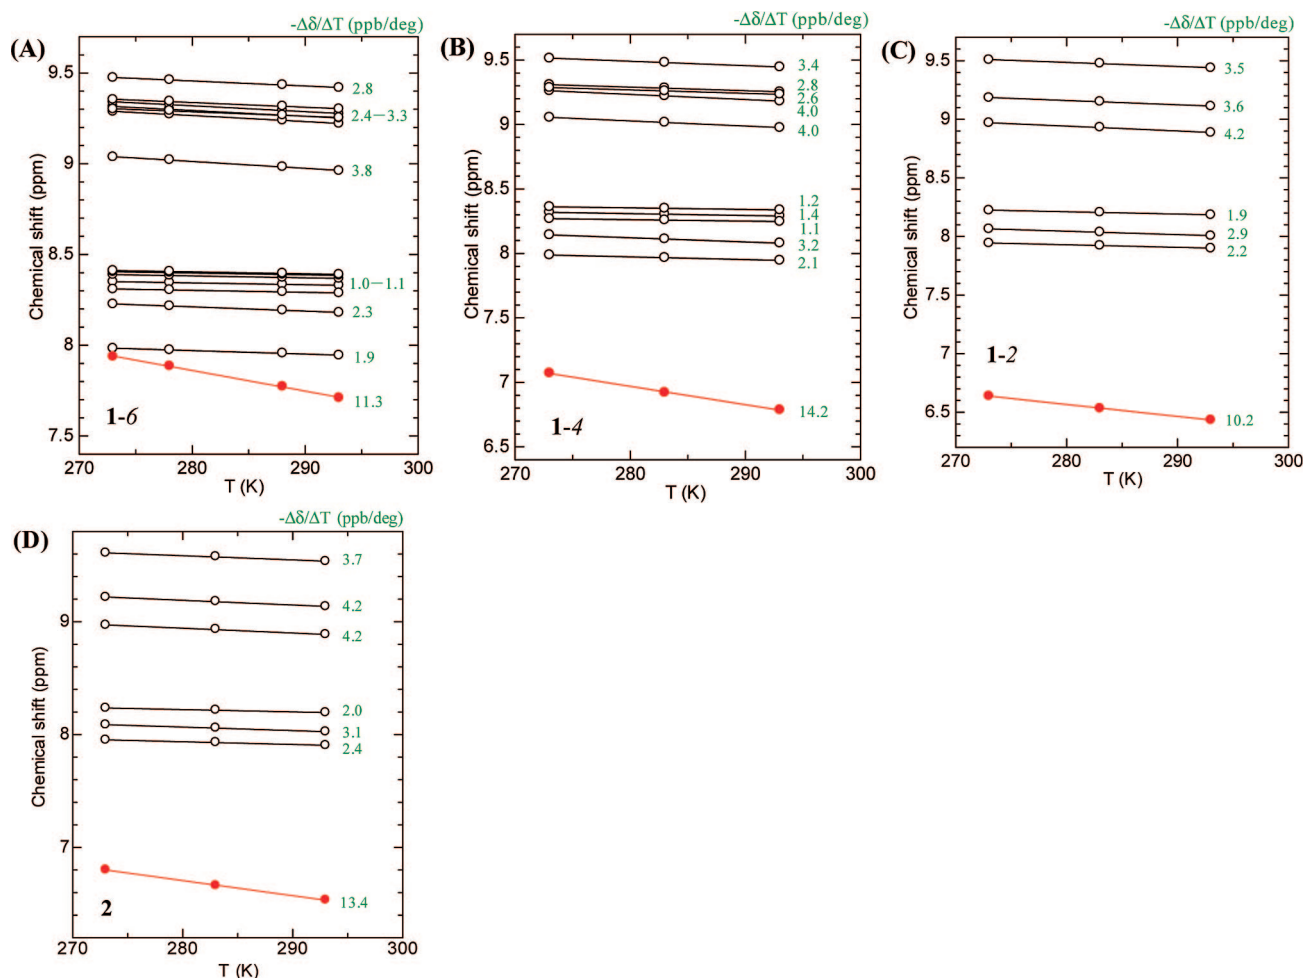 (A)
-Δδ/ΔT (ppb/deg)
9.5
9
8.5
8
7.5
Chemical shift (ppm)
2.8
2.4—3.3
3.8
1.0—1.1
2.3
1.9
11.3
1-6
270 280 290 300
T (K)
(B)
-Δδ/ΔT (ppb/deg)
9.5
9
8.5
8
7.5
7
6.5
Chemical shift (ppm)
3.4
2.8
2.6
4.0
4.0
1.2
1.4
1.1
3.2
2.1
14.2
1-4
270 280 290 300
T (K)
(C)
-Δδ/ΔT (ppb/deg)
9.5
9
8.5
8
7.5
7
6.5
Chemical shift (ppm)
3.5
3.6
4.2
1.9
2.9
2.2
10.2
1-2
270 280 290 300
T (K)
(D)
-Δδ/ΔT (ppb/deg)
9
8
7
Chemical shift (ppm)
3.7
4.2
4.2
2.0
3.1
2.4
13.4
2
270 280 290 300
T (K)